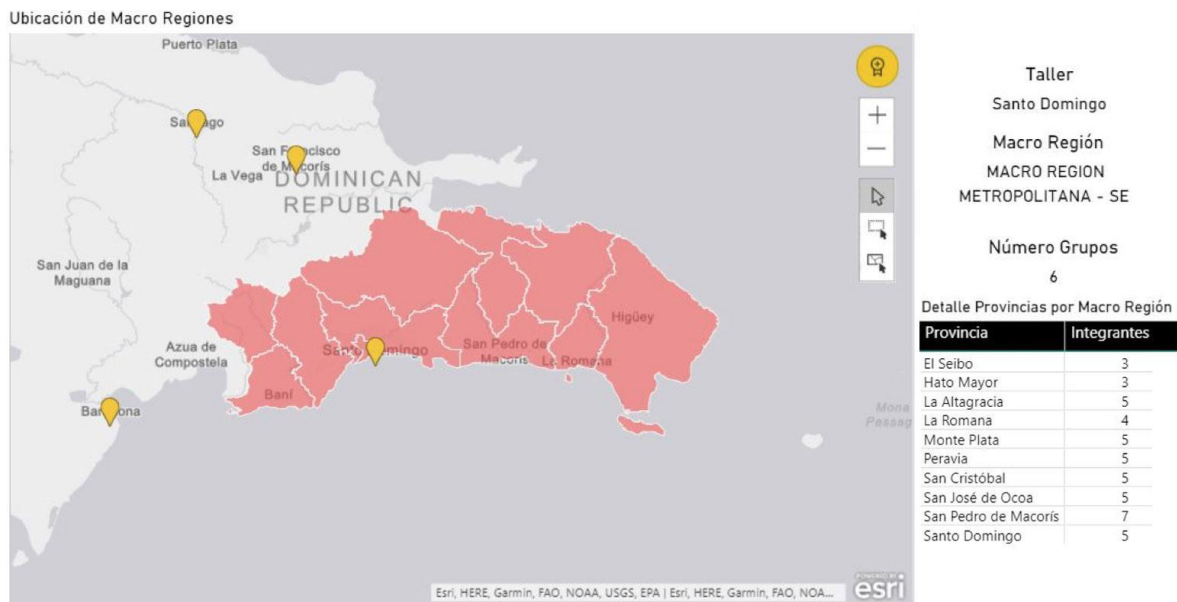 Ubicación de Macro Regiones
Puerto Plata
Santiago
San Francisco
de Macorís
La Vega
DOMINICAN
REPUBLIC
San Juan de la
Maguana
Higüey
Azua de
Compostela
Santo Domingo
San Pedro de
Macorís
La Romana
Baní
Barahona
Mona
Passag
Esri, HERE, Garmin, FAO, NOAA, USGS, EPA | Esri, HERE, Garmin, FAO, NOA...
POWERED BY
esri
Taller
Santo Domingo
Macro Región
MACRO REGION
METROPOLITANA - SE
Número Grupos
6
Detalle Provincias por Macro Región
Provincia Integrantes
El Seibo 3
Hato Mayor 3
La Altagracia 5
La Romana 4
Monte Plata 5
Peravia 5
San Cristóbal 5
San José de Ocoa 5
San Pedro de Macorís 7
Santo Domingo 5